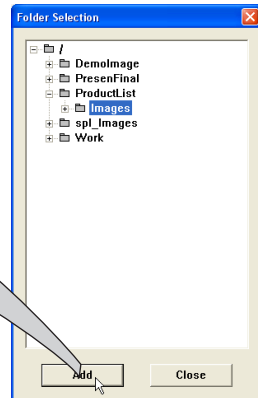 Folder Selection
/
DemoImage
PresenFinal
ProductList
Images
spl_Images
Work
Add
Close